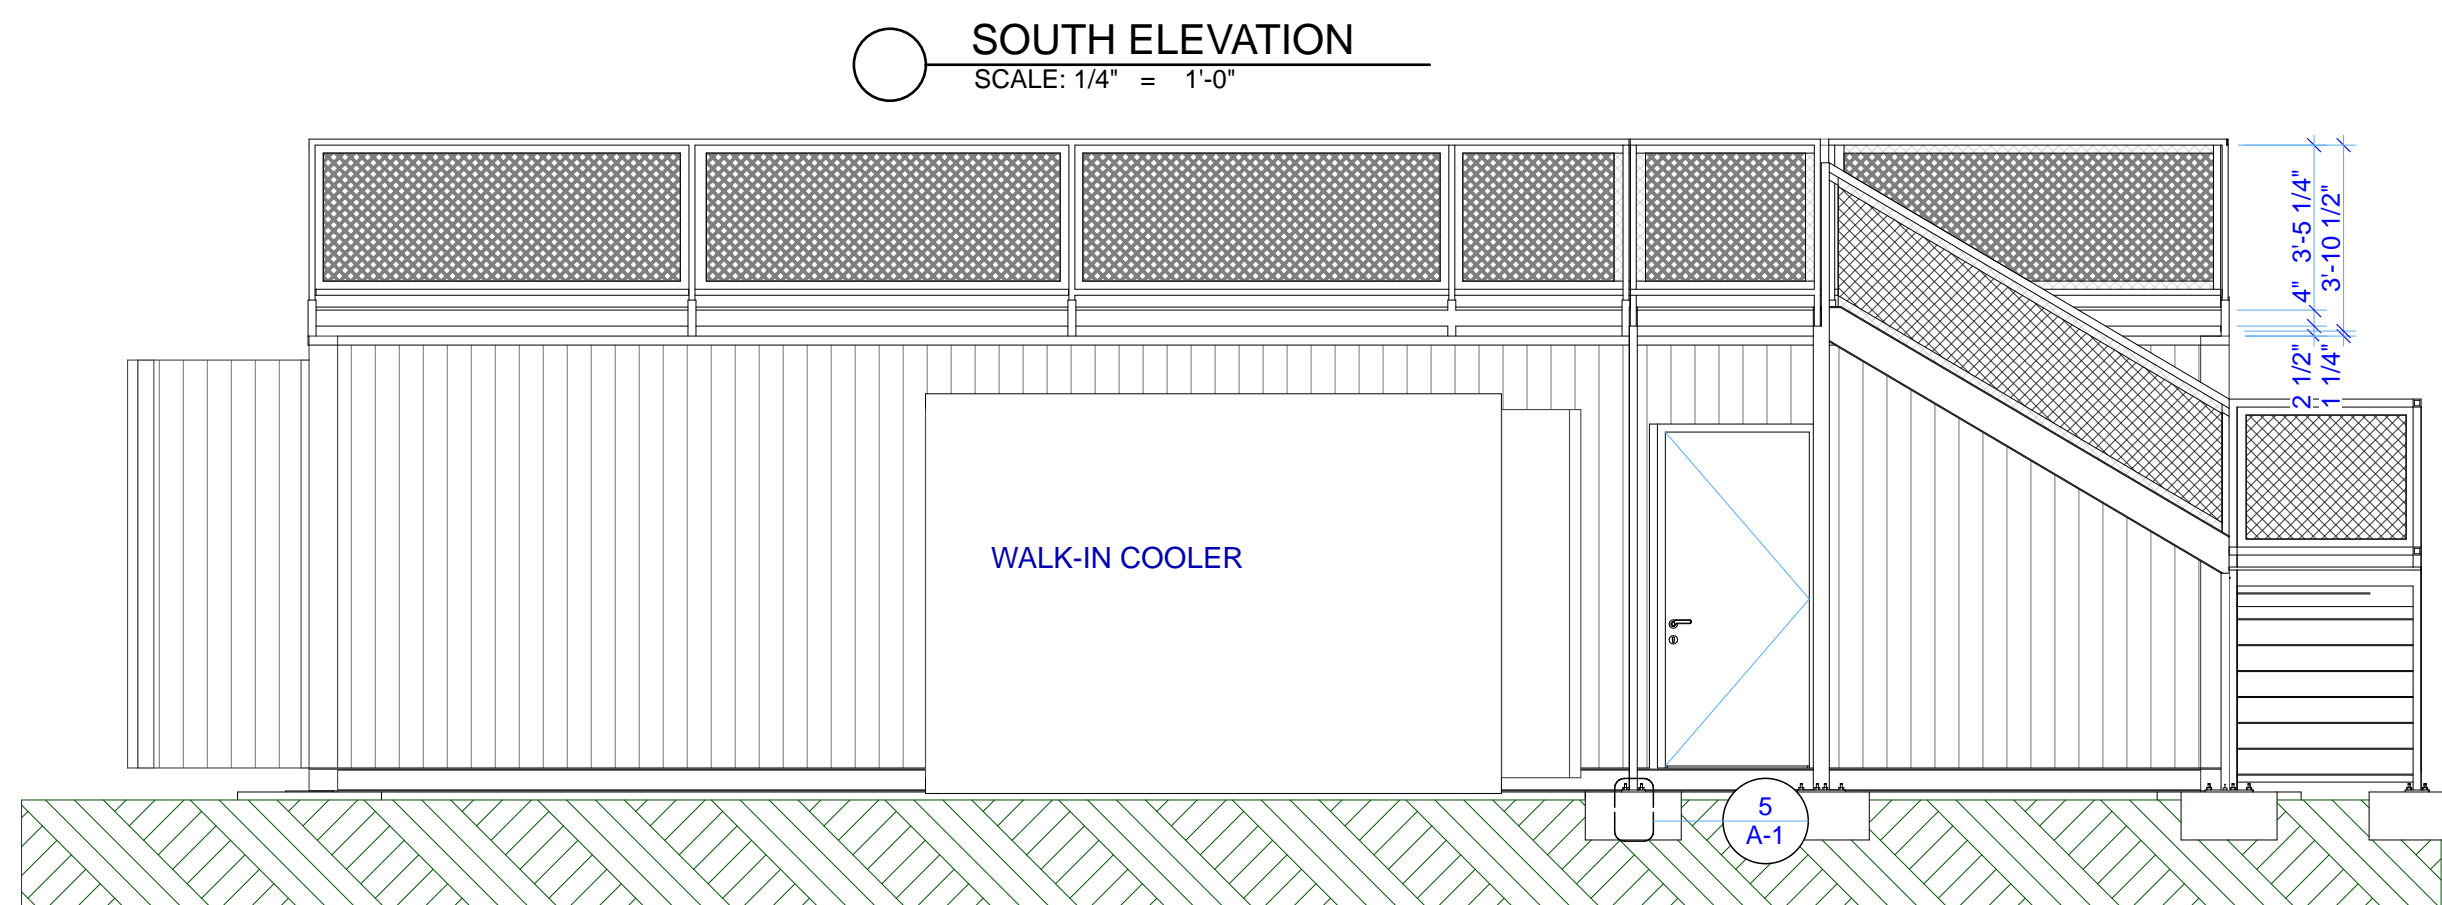 SOUTH ELEVATION
SCALE: 1/4" = 1'-0"
3'-5 1/4"
3'-10 1/2"
4"
2 1/2"
1 1/4"
WALK-IN COOLER
5
A-1